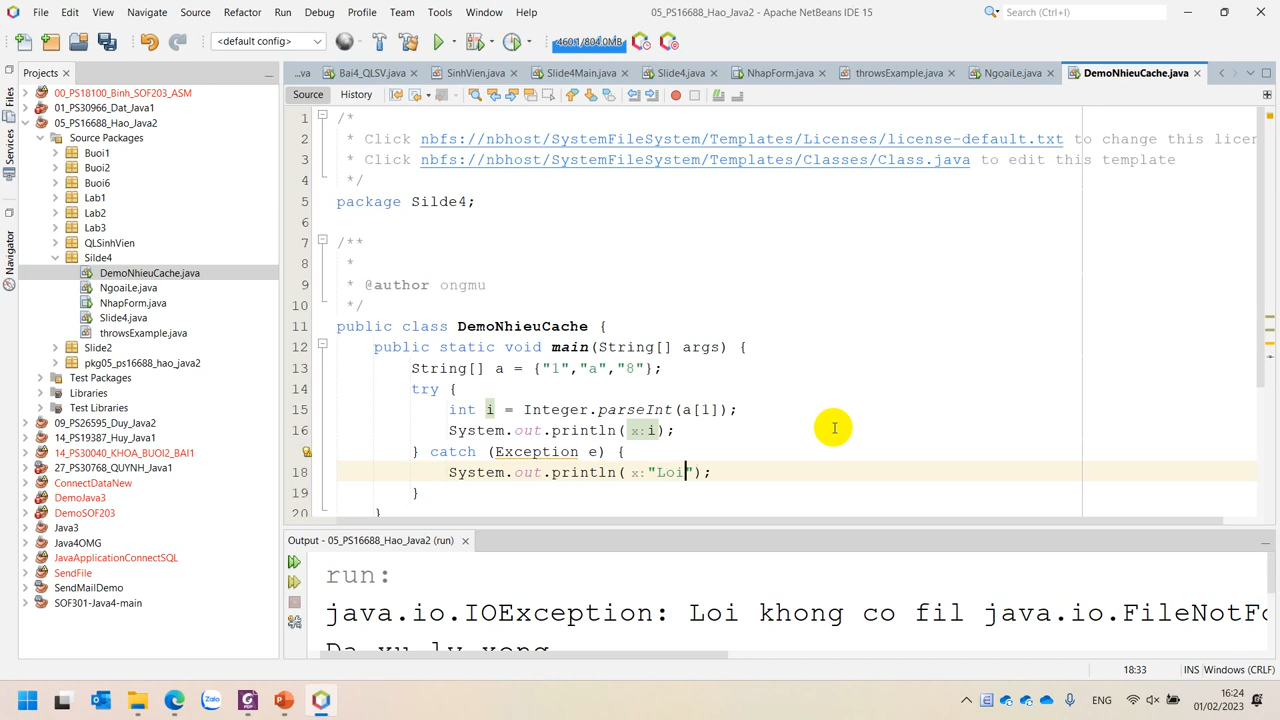 File Edit View Navigate Source Refactor Run Debug Profile Team Tools Window Help 05_PS16688_Hao_Java2 - Apache NetBeans IDE 15 Search (Ctrl+I)
<default config> 460.1/804.0MB
Projects ...va Bai4_QLSV.java SinhVien.java Slide4Main.java Slide4.java NhapForm.java throwsExample.java NgoaiLe.java DemoNhieuCache.java
Source History
Files
Services
Navigator
00_PS18100_Binh_SOF203_ASM
01_PS30966_Dat_Java1
05_PS16688_Hao_Java2
Source Packages
Buoi1
Buoi2
Buoi6
Lab1
Lab2
Lab3
QLSinhVien
Silde4
DemoNhieuCache.java
NgoaiLe.java
NhapForm.java
Slide4.java
throwsExample.java
Slide2
pkg05_ps16688_hao_java2
Test Packages
Libraries
Test Libraries
09_PS26595_Duy_Java2
14_PS19387_Huy_Java1
14_PS30040_KHOA_BUOI2_BAI1
27_PS30768_QUYNH_Java1
ConnectDataNew
DemoJava3
DemoSOF203
Java3
Java4OMG
JavaApplicationConnectSQL
SendFile
SendMailDemo
SOF301-Java4-main
1 /*
2 * Click nbfs://nbhost/SystemFileSystem/Templates/Licenses/license-default.txt to change this licen
3 * Click nbfs://nbhost/SystemFileSystem/Templates/Classes/Class.java to edit this template
4 */
5 package Silde4;
6
7 /**
8 *
9 * @author ongmu
10 */
11 public class DemoNhieuCache {
12 public static void main(String[] args) {
13 String[] a = {"1","a","8"};
14 try {
15 int i = Integer.parseInt(a[1]);
16 System.out.println( x: i);
} catch (Exception e) {
18 System.out.println( x: "Loi");
19 }
20 }
Output - 05_PS16688_Hao_Java2 (run)
run:
java.io.IOException: Loi khong co fil java.io.FileNotFo
Da xu ly xong
18:33 INS Windows (CRLF)
Zalo ENG 16:24
01/02/2023